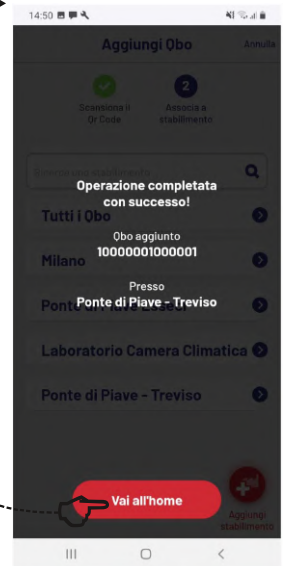 14:50
Aggiungi Qbo
Annulla
2
Scansiona il
Qr Code
Associa a
stabilimento
Operazione completata
con successo!
Tutti i Qbo
Qbo aggiunto
10000001000001
Milano
Presso
Ponte di Piave - Treviso
Laboratorio Camera Climatica
Ponte di Piave - Treviso
Vai all'home
Aggiungi
stabilimento